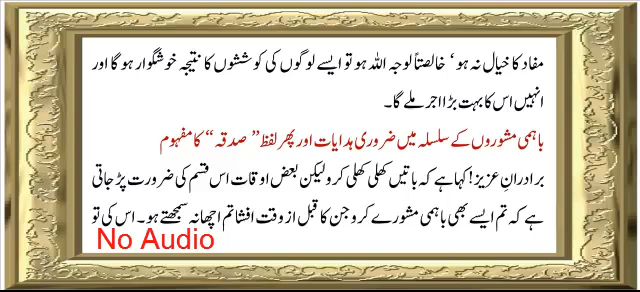 مفاد کا خیال نہ ہو‘ خالصتاً لوجہ اللہ ہو تو ایسے لوگوں کی کوششوں کا نتیجہ خوشگوار ہو گا اور
انہیں اس کا بہت بڑا اجر ملے گا۔
باہمی مشوروں کے سلسلہ میں ضروری ہدایات اور پھر لفظ ”صدقہ“ کا مفہوم
برادرانِ عزیز! کہا ہے کہ باتیں کھلی کھلی کرو لیکن بعض اوقات اس قسم کی ضرورت پڑ جاتی
ہے کہ تم ایسے بھی باہمی مشورے کرو جن کا قبل از وقت افشا تم اچھا نہ سمجھتے ہو۔ اس کی تو
No Audio